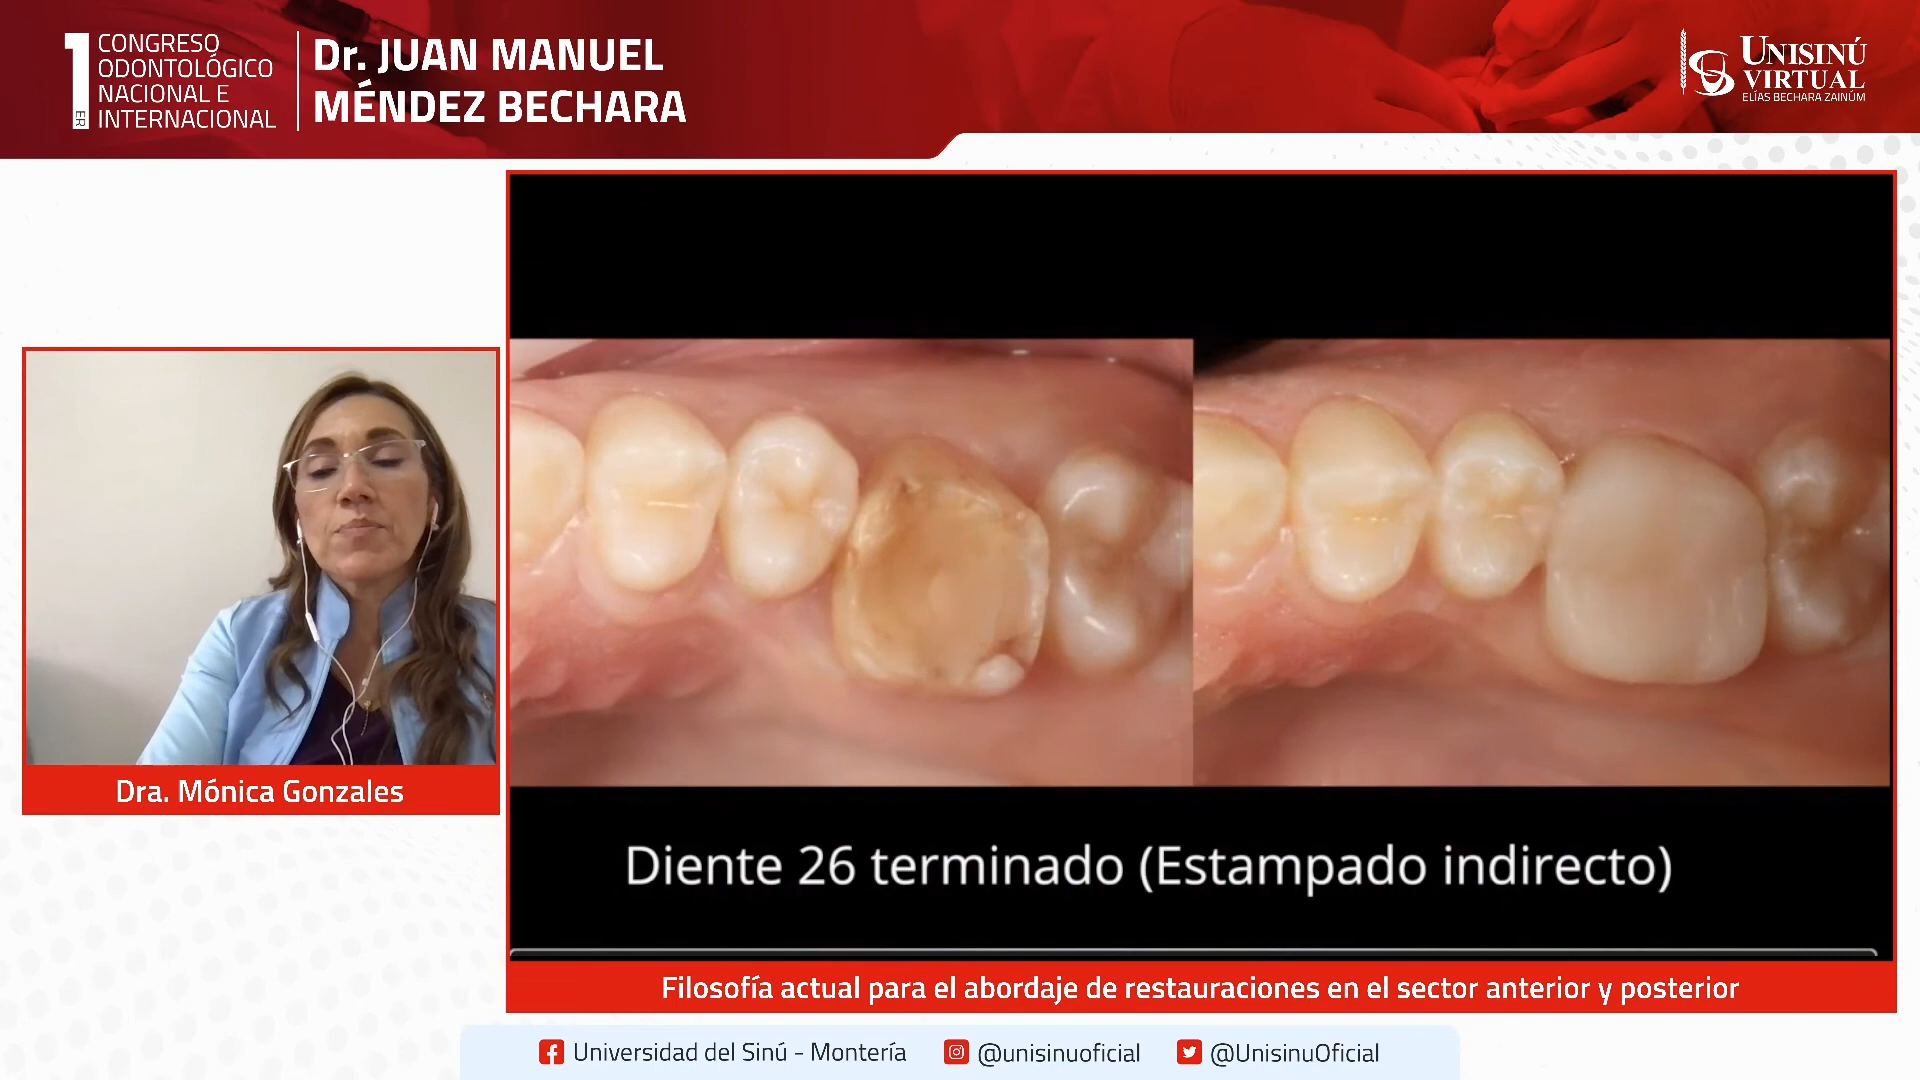 1ER
CONGRESO
ODONTOLÓGICO
NACIONAL E
INTERNACIONAL
Dr. JUAN MANUEL
MÉNDEZ BECHARA
UNISINÚ
VIRTUAL
ELÍAS BECHARA ZAINÚM
Dra. Mónica Gonzales
Diente 26 terminado (Estampado indirecto)
Filosofía actual para el abordaje de restauraciones en el sector anterior y posterior
Universidad del Sinú - Montería
@unisinuoficial
@UnisinuOficial